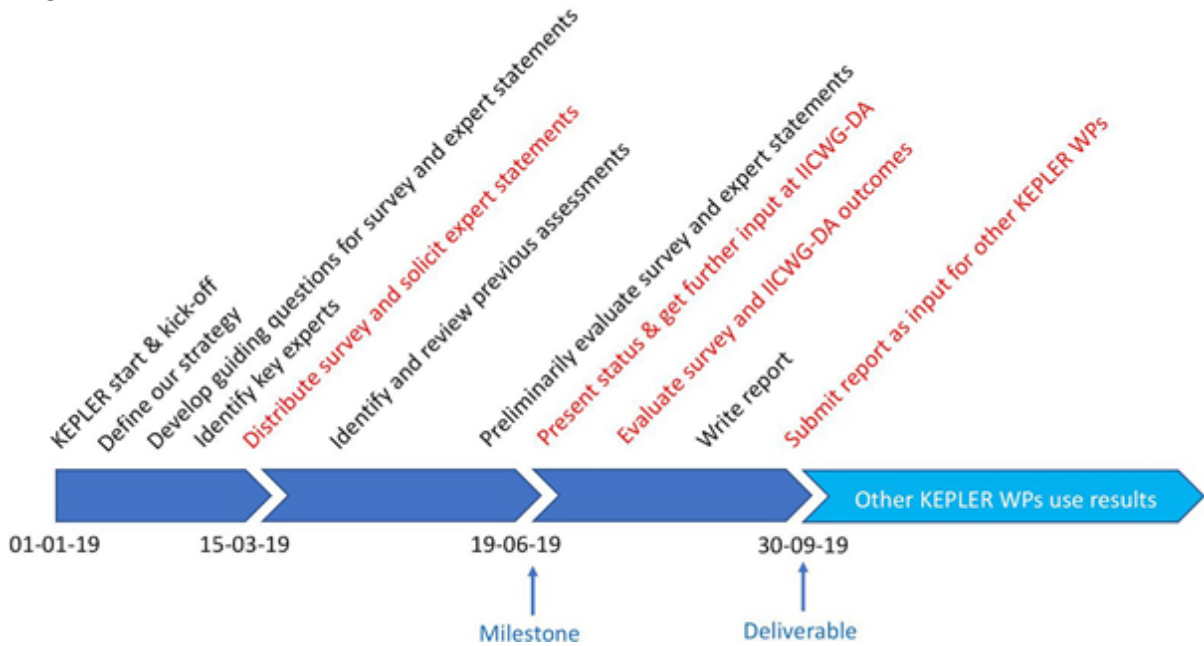 KEPLER start & kick-off
Define our strategy
Develop guiding questions for survey and expert statements
Identify key experts
Distribute survey and solicit expert statements
Identify and review previous assessments
Preliminarily evaluate survey and expert statements
Present status & get further input at IICWG-DA
Evaluate survey and IICWG-DA outcomes
Write report
Submit report as input for other KEPLER WPs
Other KEPLER WPs use results
01-01-19
15-03-19
19-06-19
30-09-19
Milestone
Deliverable